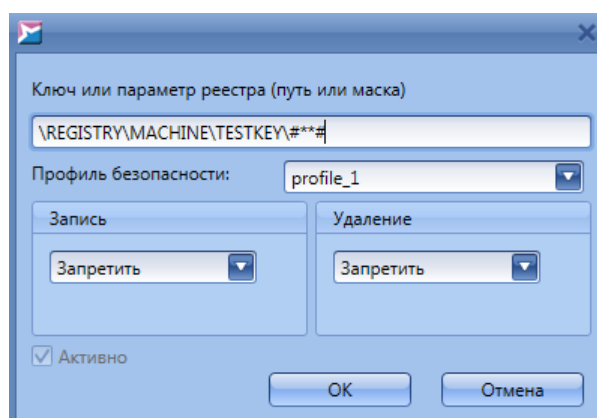 Ключ или параметр реестра (путь или маска)
\REGISTRY\MACHINE\TESTKEY\#**#
Профиль безопасности: profile_1
Запись Удаление
Запретить Запретить
Активно
ОК Отмена